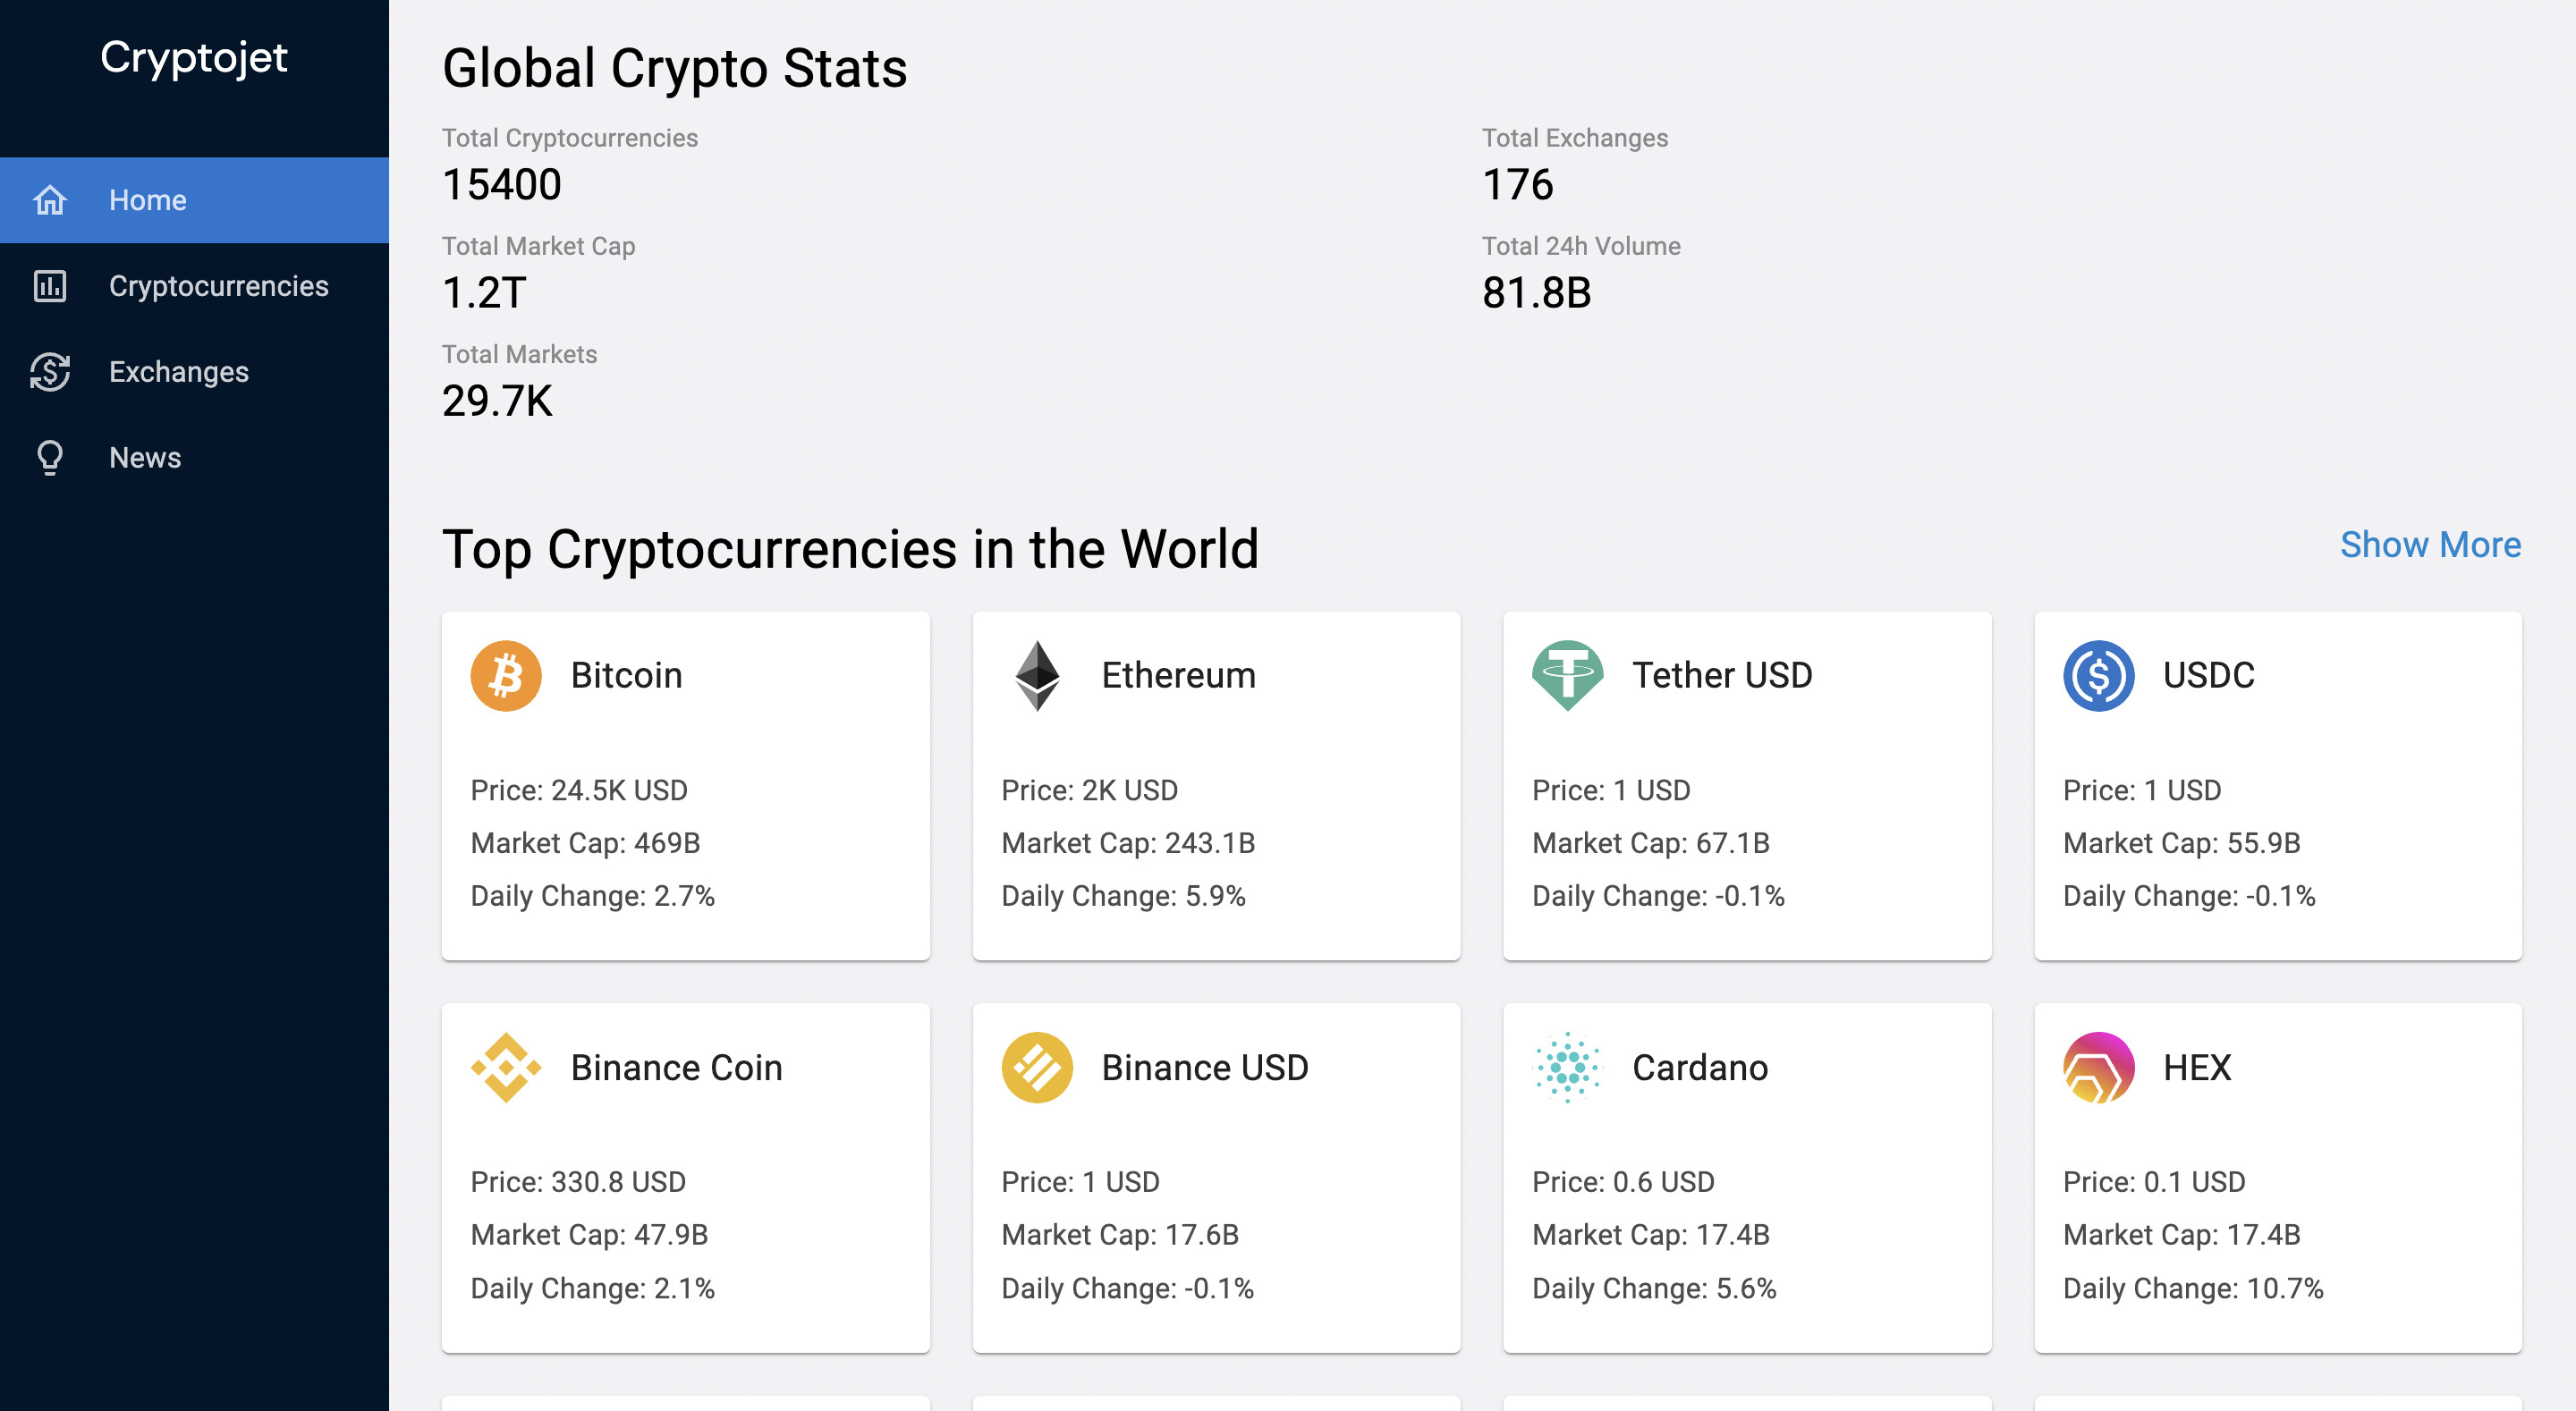 Cryptojet
Home
Cryptocurrencies
Exchanges
News
Global Crypto Stats
Total Cryptocurrencies
15400
Total Exchanges
176
Total Market Cap
1.2T
Total 24h Volume
81.8B
Total Markets
29.7K
Top Cryptocurrencies in the World
Show More
Bitcoin
Price: 24.5K USD
Market Cap: 469B
Daily Change: 2.7%
Ethereum
Price: 2K USD
Market Cap: 243.1B
Daily Change: 5.9%
Tether USD
Price: 1 USD
Market Cap: 67.1B
Daily Change: -0.1%
USDC
Price: 1 USD
Market Cap: 55.9B
Daily Change: -0.1%
Binance Coin
Price: 330.8 USD
Market Cap: 47.9B
Daily Change: 2.1%
Binance USD
Price: 1 USD
Market Cap: 17.6B
Daily Change: -0.1%
Cardano
Price: 0.6 USD
Market Cap: 17.4B
Daily Change: 5.6%
HEX
Price: 0.1 USD
Market Cap: 17.4B
Daily Change: 10.7%